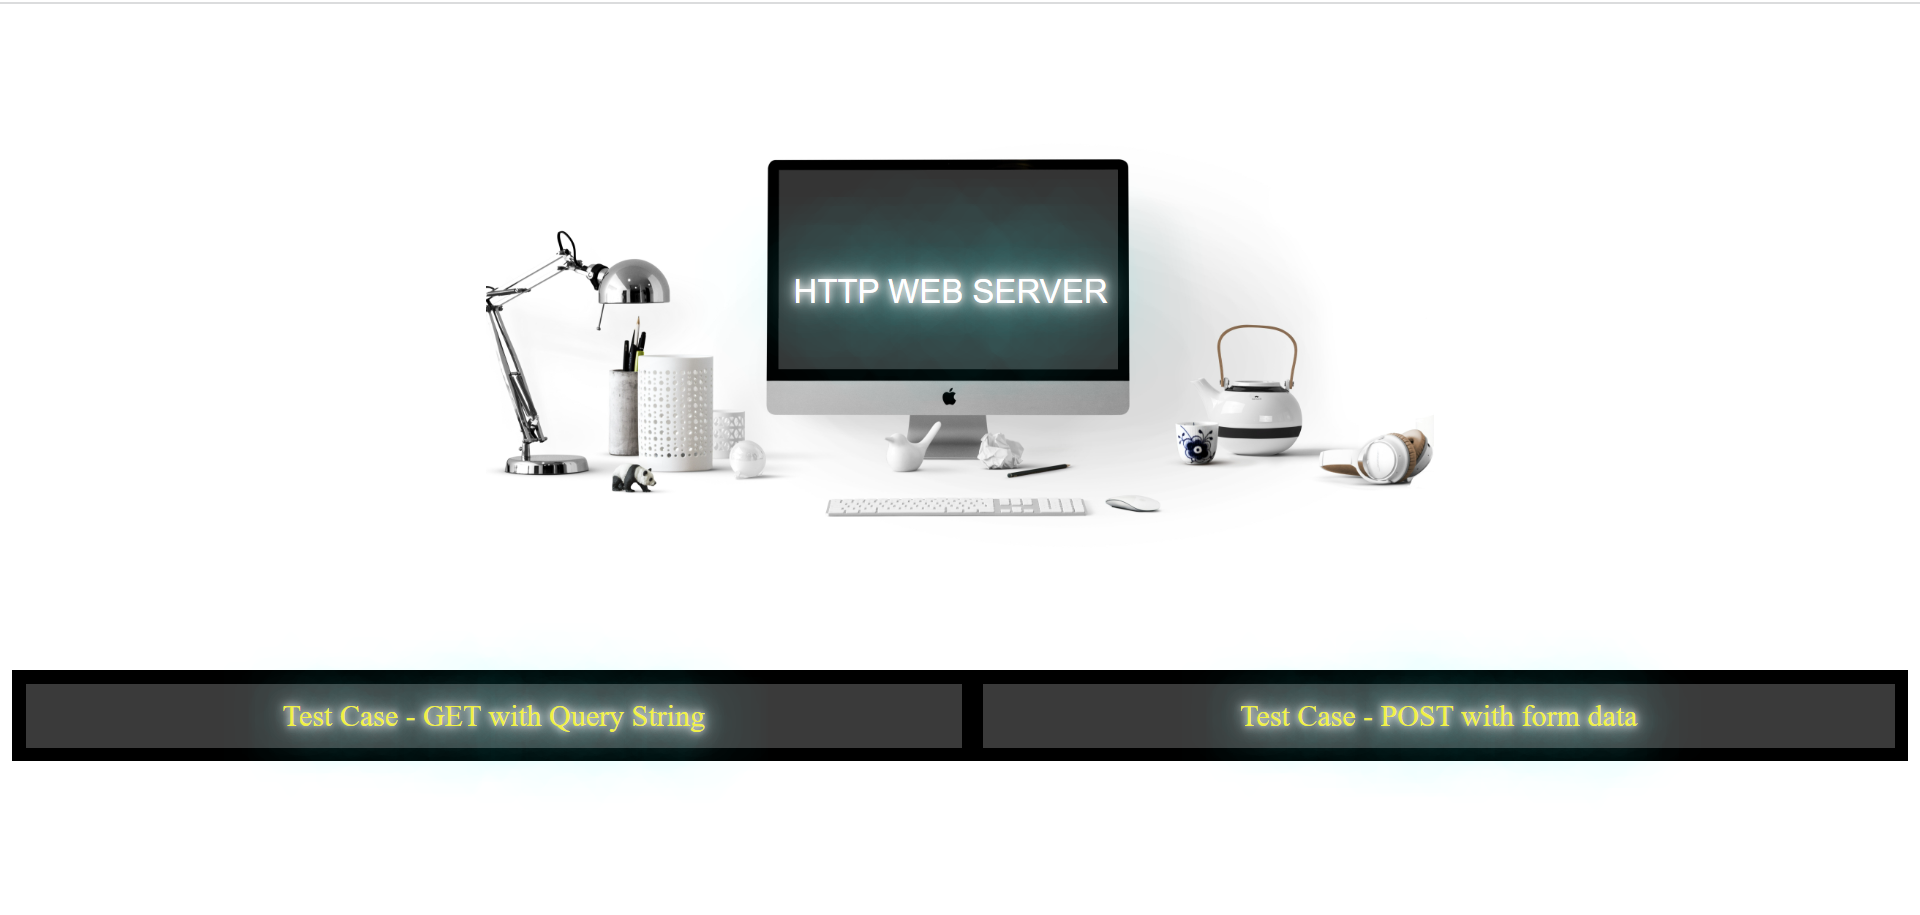 HTTP WEB SERVER
Test Case - GET with Query String
Test Case - POST with form data